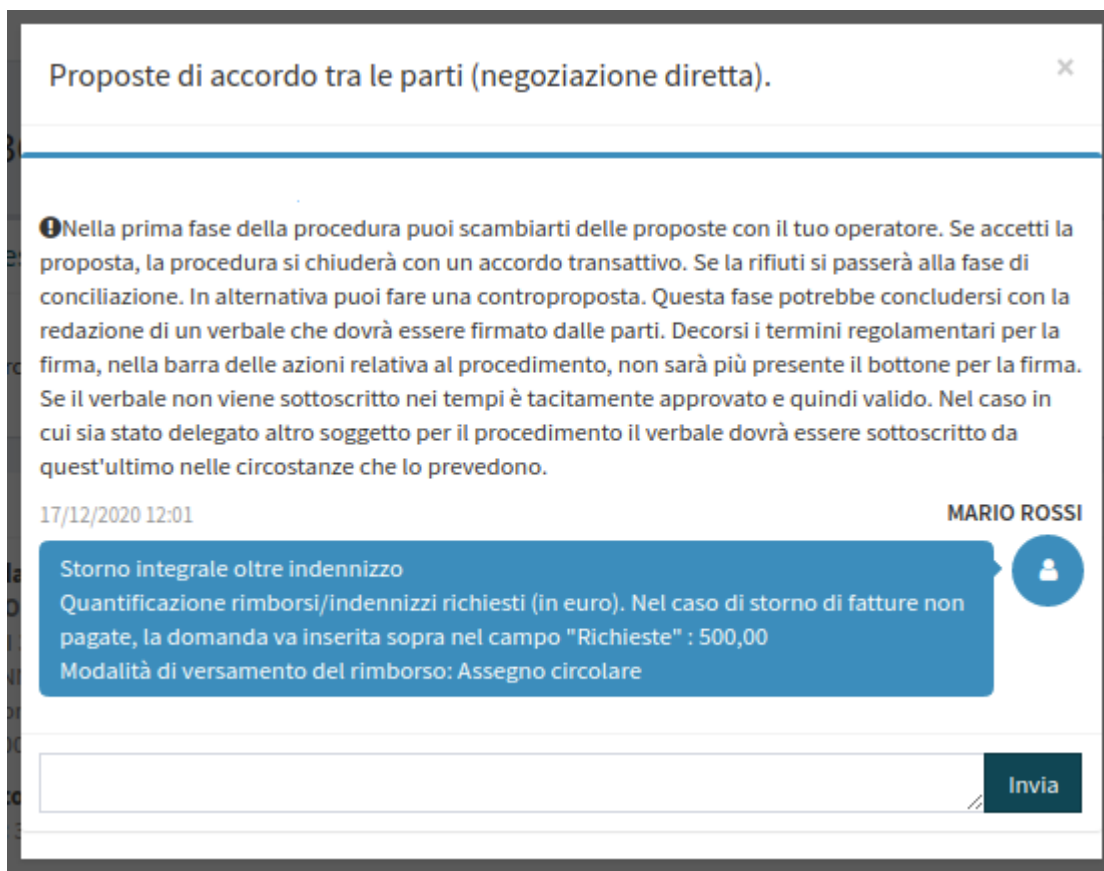 Proposte di accordo tra le parti (negoziazione diretta).
×
Nella prima fase della procedura puoi scambiarti delle proposte con il tuo operatore. Se accetti la
proposta, la procedura si chiuderà con un accordo transattivo. Se la rifiuti si passerà alla fase di
conciliazione. In alternativa puoi fare una controproposta. Questa fase potrebbe concludersi con la
redazione di un verbale che dovrà essere firmato dalle parti. Decorsi i termini regolamentari per la
firma, nella barra delle azioni relativa al procedimento, non sarà più presente il bottone per la firma.
Se il verbale non viene sottoscritto nei tempi è tacitamente approvato e quindi valido. Nel caso in
cui sia stato delegato altro soggetto per il procedimento il verbale dovrà essere sottoscritto da
quest'ultimo nelle circostanze che lo prevedono.
17/12/2020 12:01
MARIO ROSSI
Storno integrale oltre indennizzo
Quantificazione rimborsi/indennizzi richiesti (in euro). Nel caso di storno di fatture non
pagate, la domanda va inserita sopra nel campo "Richieste" : 500,00
Modalità di versamento del rimborso: Assegno circolare
Invia